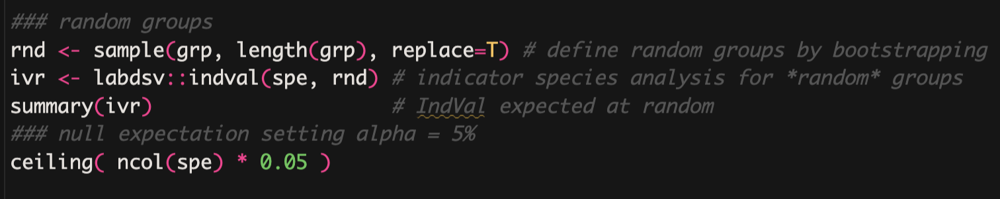 ### random groups
rnd <- sample(grp, length(grp), replace=T) # define random groups by bootstrapping
ivr <- labdsv::indval(spe, rnd) # indicator species analysis for *random* groups
summary(ivr)                    # IndVal expected at random
### null expectation setting alpha = 5%
ceiling( ncol(spe) * 0.05 )